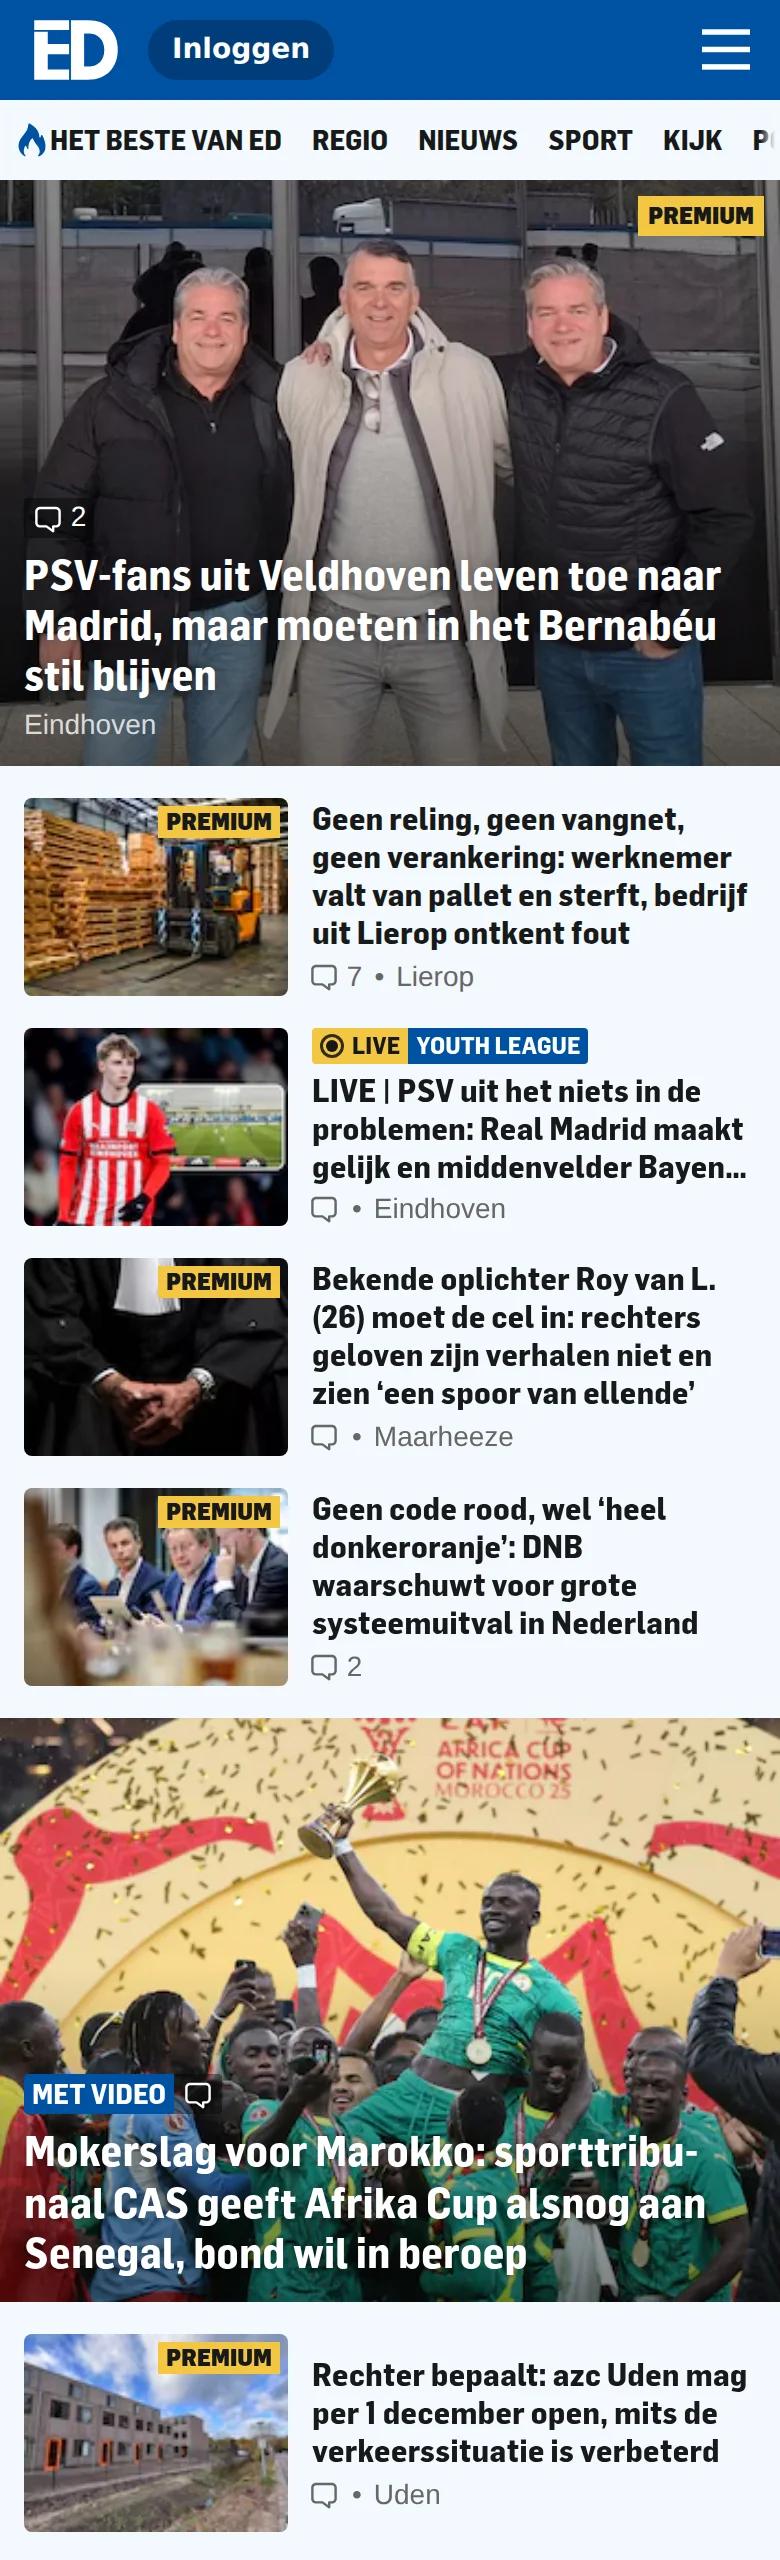 ED
Inloggen
HET BESTE VAN ED REGIO NIEUWS SPORT KIJK
PREMIUM
2
PSV-fans uit Veldhoven leven toe naar
Madrid, maar moeten in het Bernabéu
stil blijven
Eindhoven
PREMIUM
Geen reling, geen vangnet,
geen verankering: werknemer
valt van pallet en sterft, bedrijf
uit Lierop ontkent fout
7 • Lierop
LIVE YOUTH LEAGUE
LIVE | PSV uit het niets in de
problemen: Real Madrid maakt
gelijk en middenvelder Bayen...
• Eindhoven
PREMIUM
Bekende oplichter Roy van L.
(26) moet de cel in: rechters
geloven zijn verhalen niet en
zien ‘een spoor van ellende’
• Maarheeze
PREMIUM
Geen code rood, wel ‘heel
donkeroranje’: DNB
waarschuwt voor grote
systeemuitval in Nederland
2
AFRICA CUP
OF NATIONS
MOROCCO 25
MET VIDEO
Mokerslag voor Marokko: sporttribu-
naal CAS geeft Afrika Cup alsnog aan
Senegal, bond wil in beroep
PREMIUM
Rechter bepaalt: azc Uden mag
per 1 december open, mits de
verkeerssituatie is verbeterd
• Uden